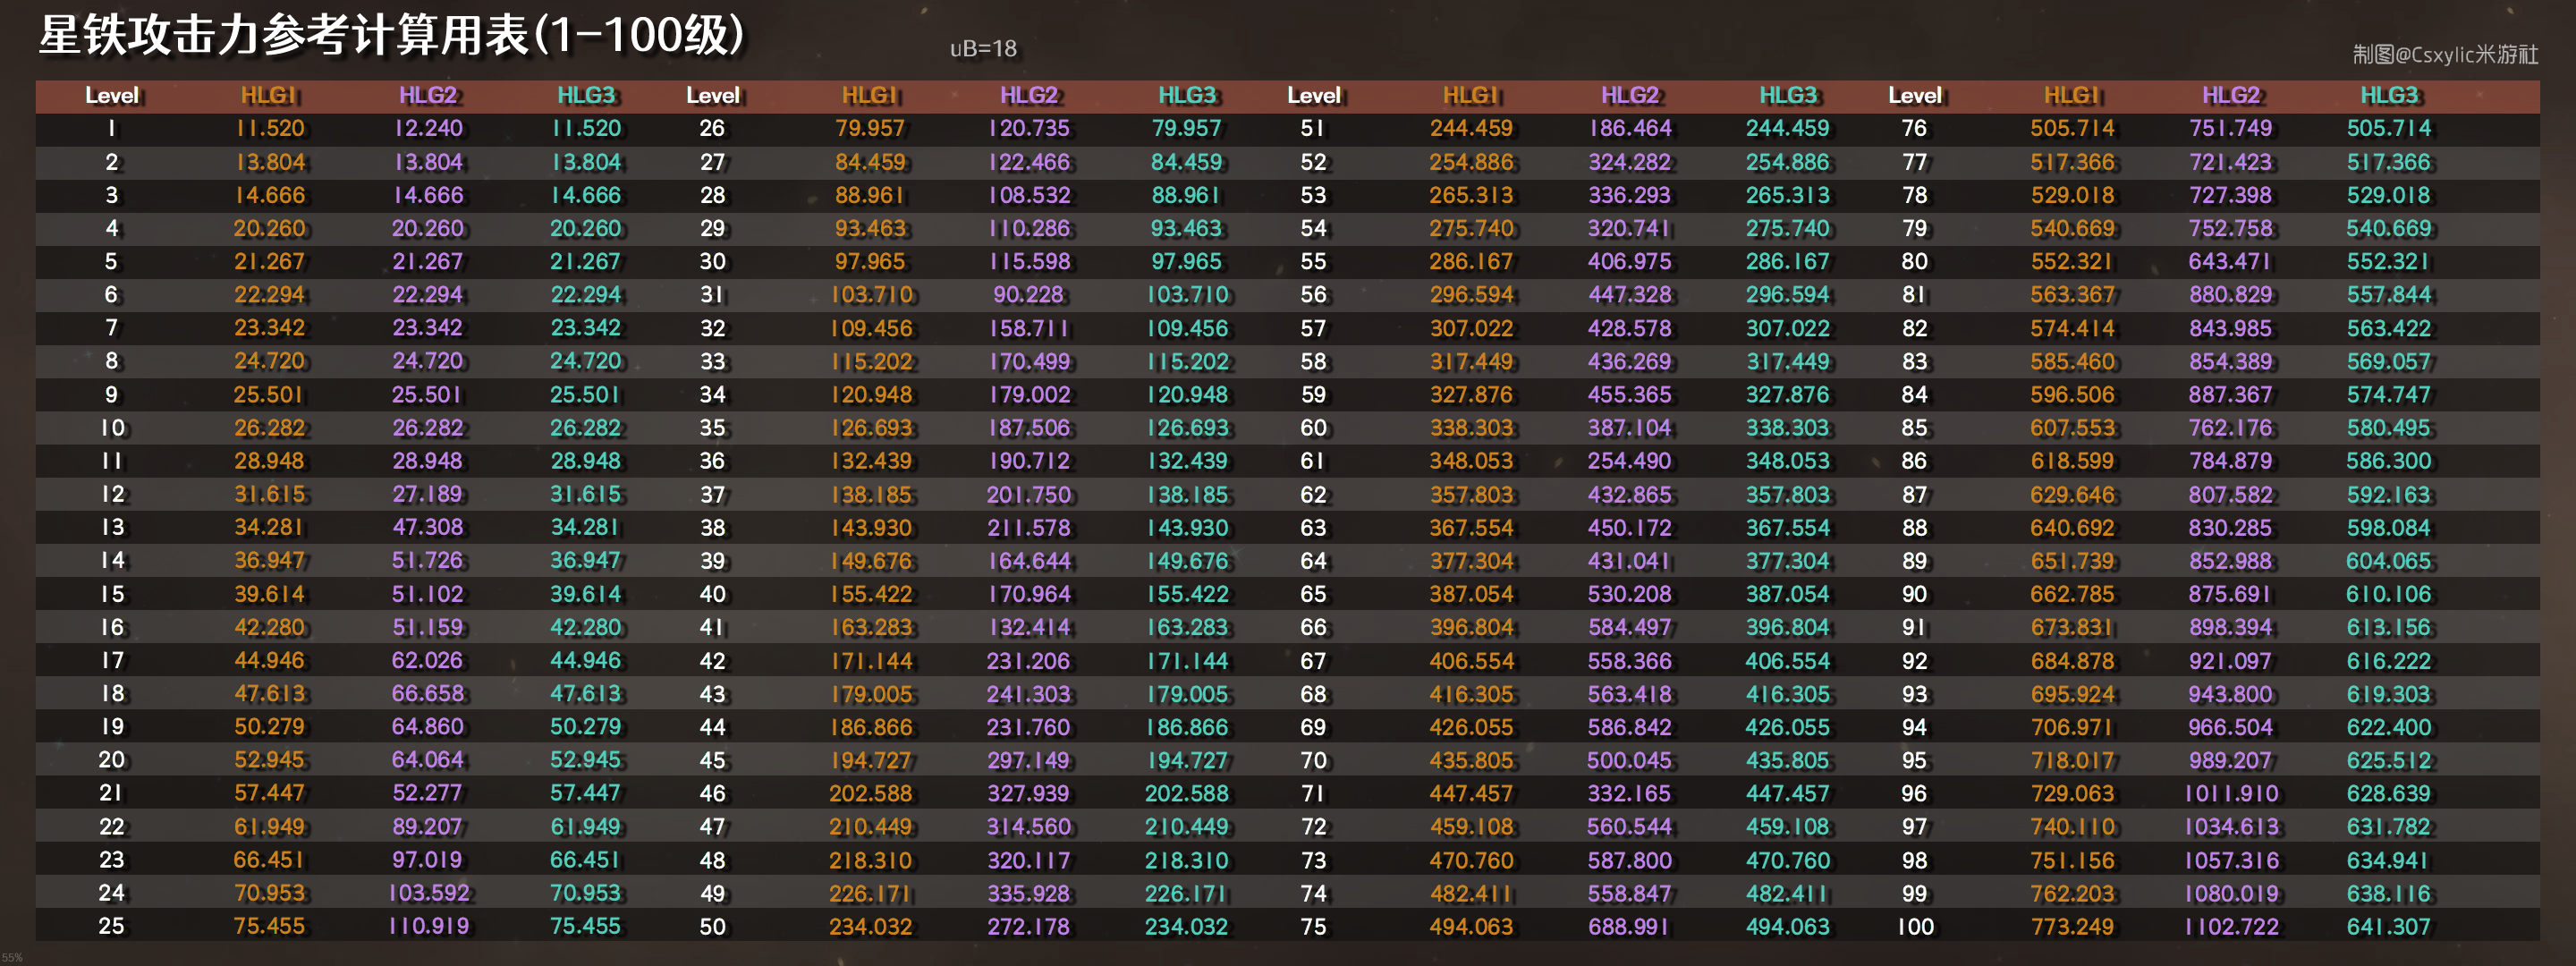 星铁攻击力参考计算用表(1-100级)
uB=18
制图@Csxylic米游社
Level HLG1 HLG2 HLG3 Level HLG1 HLG2 HLG3 Level HLG1 HLG2 HLG3 Level HLG1 HLG2 HLG3
1 11.520 12.240 11.520 26 79.957 120.735 79.957 51 244.459 186.464 244.459 76 505.714 751.749 505.714
2 13.804 13.804 13.804 27 84.459 122.466 84.459 52 254.886 324.282 254.886 77 517.366 721.423 517.366
3 14.666 14.666 14.666 28 88.961 108.532 88.961 53 265.313 336.293 265.313 78 529.018 727.398 529.018
4 20.260 20.260 20.260 29 93.463 110.286 93.463 54 275.740 320.741 275.740 79 540.669 752.758 540.669
5 21.267 21.267 21.267 30 97.965 115.598 97.965 55 286.167 406.975 286.167 80 552.321 643.471 552.321
6 22.294 22.294 22.294 31 103.710 90.228 103.710 56 296.594 447.328 296.594 81 563.367 880.829 557.844
7 23.342 23.342 23.342 32 109.456 158.711 109.456 57 307.022 428.578 307.022 82 574.414 843.985 563.422
8 24.720 24.720 24.720 33 115.202 170.499 115.202 58 317.449 436.269 317.449 83 585.460 854.389 569.057
9 25.501 25.501 25.501 34 120.948 179.002 120.948 59 327.876 455.365 327.876 84 596.506 887.367 574.747
10 26.282 26.282 26.282 35 126.693 187.506 126.693 60 338.303 387.104 338.303 85 607.553 762.176 580.495
11 28.948 28.948 28.948 36 132.439 190.712 132.439 61 348.053 254.490 348.053 86 618.599 784.879 586.300
12 31.615 27.189 31.615 37 138.185 201.750 138.185 62 357.803 432.865 357.803 87 629.646 807.582 592.163
13 34.281 47.308 34.281 38 143.930 211.578 143.930 63 367.554 450.172 367.554 88 640.692 830.285 598.084
14 36.947 51.726 36.947 39 149.676 164.644 149.676 64 377.304 431.041 377.304 89 651.739 852.988 604.065
15 39.614 51.102 39.614 40 155.422 170.964 155.422 65 387.054 530.208 387.054 90 662.785 875.691 610.106
16 42.280 51.159 42.280 41 163.283 132.414 163.283 66 396.804 584.497 396.804 91 673.831 898.394 613.156
17 44.946 62.026 44.946 42 171.144 231.206 171.144 67 406.554 558.366 406.554 92 684.878 921.097 616.222
18 47.613 66.658 47.613 43 179.005 241.303 179.005 68 416.305 563.418 416.305 93 695.924 943.800 619.303
19 50.279 64.860 50.279 44 186.866 231.760 186.866 69 426.055 586.842 426.055 94 706.971 966.504 622.400
20 52.945 64.064 52.945 45 194.727 297.149 194.727 70 435.805 500.045 435.805 95 718.017 989.207 625.512
21 57.447 52.277 57.447 46 202.588 327.939 202.588 71 447.457 332.165 447.457 96 729.063 1011.910 628.639
22 61.949 89.207 61.949 47 210.449 314.560 210.449 72 459.108 560.544 459.108 97 740.110 1034.613 631.782
23 66.451 97.019 66.451 48 218.310 320.117 218.310 73 470.760 587.800 470.760 98 751.156 1057.316 634.941
24 70.953 103.592 70.953 49 226.171 335.928 226.171 74 482.411 558.847 482.411 99 762.203 1080.019 638.116
25 75.455 110.919 75.455 50 234.032 272.178 234.032 75 494.063 688.991 494.063 100 773.249 1102.722 641.307
55%